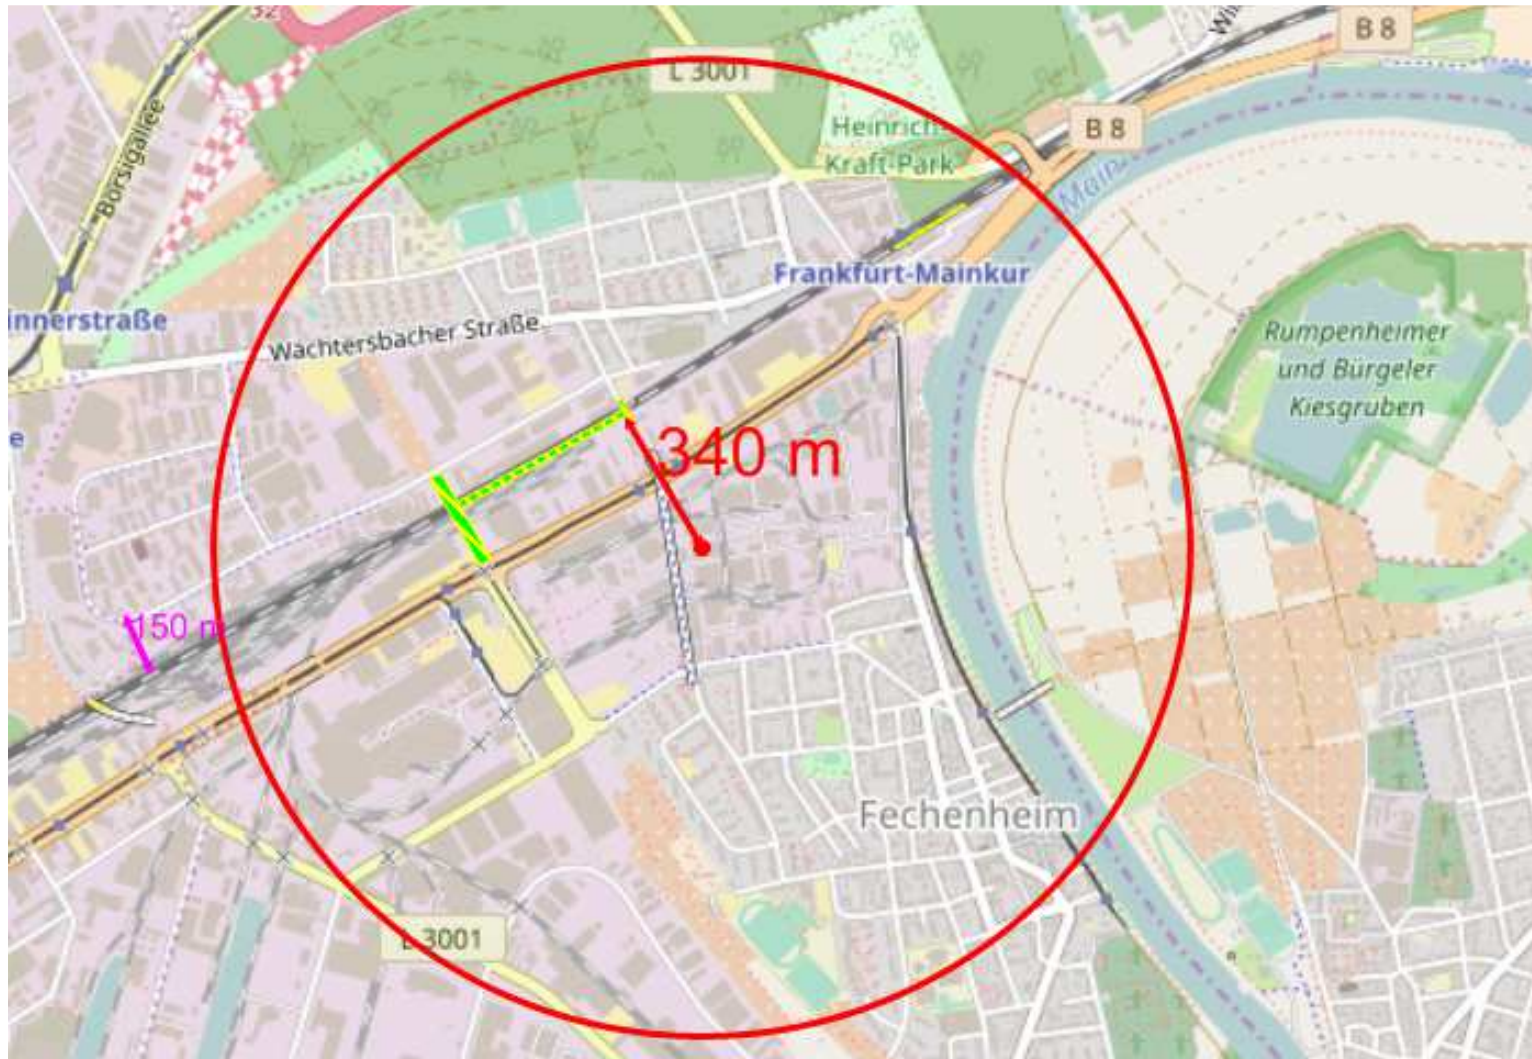 B 8
L 3001
Borsigallee
Heinrich-
Kraft-Park
B 8
Main
Frankfurt-Mainkur
innerstraße
Wächtersbacher Straße
Rumpenheimer
und Bürgeler
Kiesgruben
e
340 m
150 m
Fechenheim
L 3001